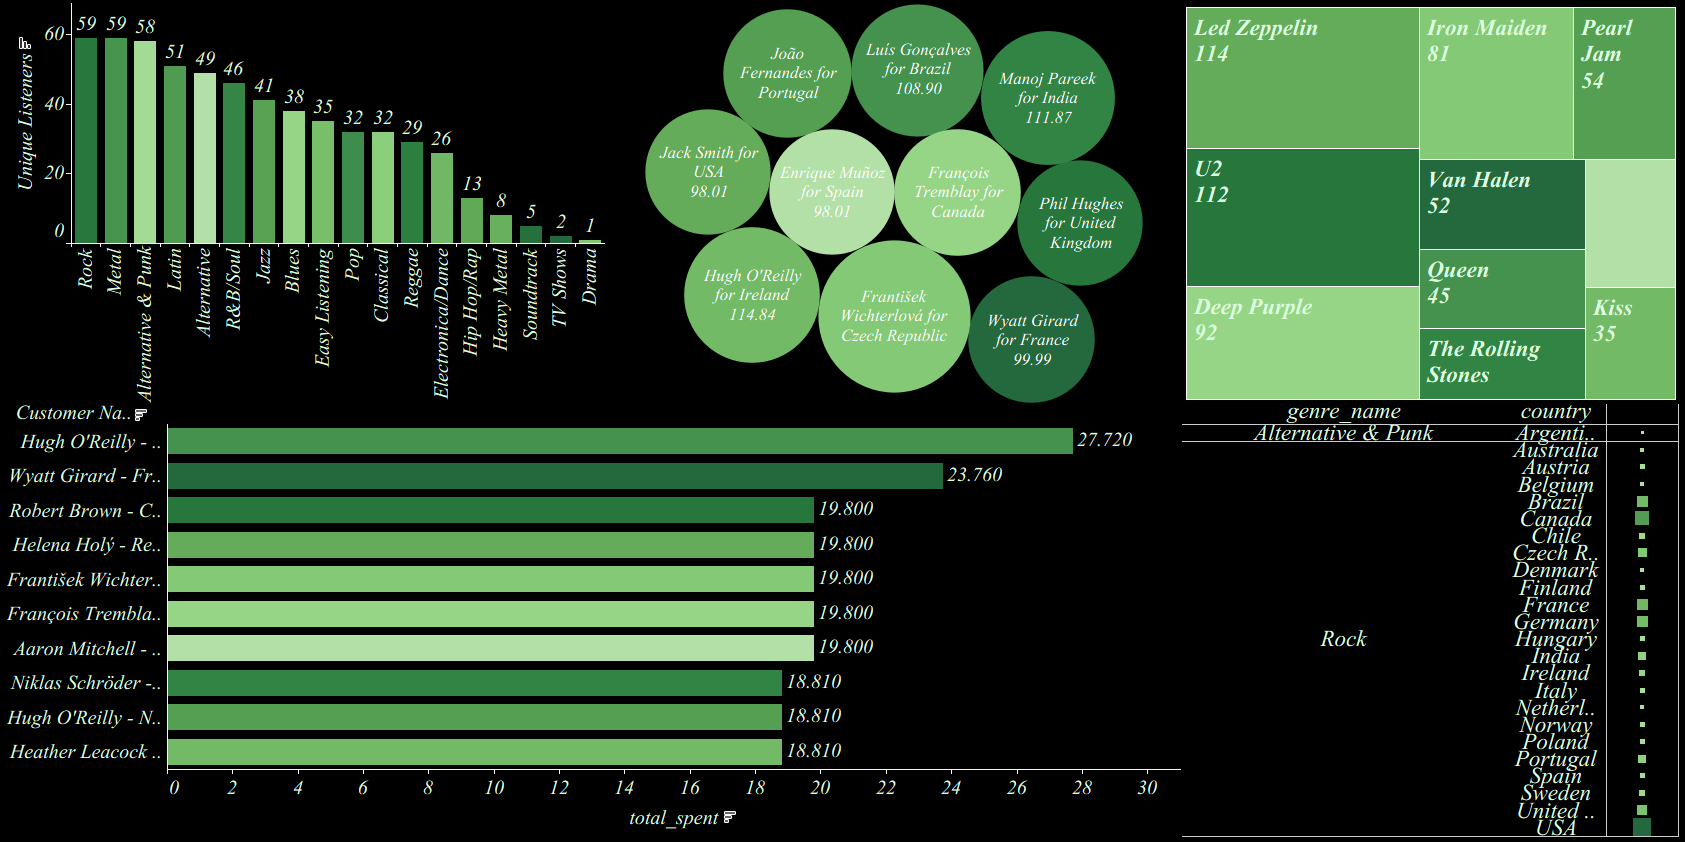 Unique Listeners
60
40
20
0
59
59
58
51
49
46
41
38
35
32
32
29
26
13
8
5
2
1
Rock
Metal
Alternative & Punk
Latin
Alternative
R&B/Soul
Jazz
Blues
Easy Listening
Pop
Classical
Reggae
Electronica/Dance
Hip Hop/Rap
Heavy Metal
Soundtrack
TV Shows
Drama
João
Fernandes for
Portugal
Luís Gonçalves
for Brazil
108.90
Manoj Pareek
for India
111.87
Jack Smith for
USA
98.01
Enrique Muñoz
for Spain
98.01
François
Tremblay for
Canada
Phil Hughes
for United
Kingdom
Hugh O'Reilly
for Ireland
114.84
František
Wichterlová for
Czech Republic
Wyatt Girard
for France
99.99
Led Zeppelin
114
U2
112
Deep Purple
92
Iron Maiden
81
Pearl
Jam
54
Van Halen
52
Queen
45
The Rolling
Stones
Kiss
35
Customer Na..
Hugh O'Reilly - ..
27.720
Wyatt Girard - Fr..
23.760
Robert Brown - C..
19.800
Helena Holý - Re..
19.800
František Wichter..
19.800
François Trembla..
19.800
Aaron Mitchell - ..
19.800
Niklas Schröder -..
18.810
Hugh O'Reilly - N..
18.810
Heather Leacock ..
18.810
0 2 4 6 8 10 12 14 16 18 20 22 24 26 28 30
total_spent
genre_name country
Alternative & Punk Argenti..
Rock
Australia
Austria
Belgium
Brazil
Canada
Chile
Czech R..
Denmark
Finland
France
Germany
Hungary
India
Ireland
Italy
Netherl..
Norway
Poland
Portugal
Spain
Sweden
United ..
USA